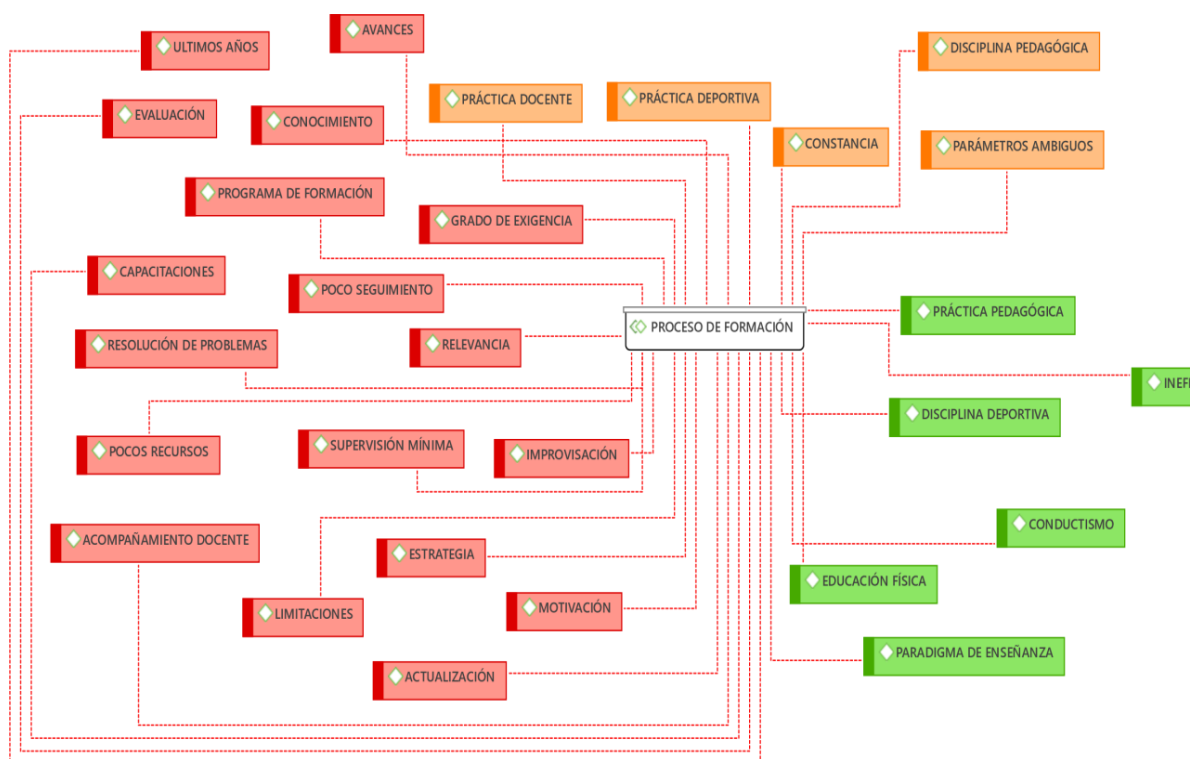 AVANCES
ULTIMOS AÑOS
DISCIPLINA PEDAGÓGICA
PRÁCTICA DOCENTE
PRÁCTICA DEPORTIVA
EVALUACIÓN
CONOCIMIENTO
CONSTANCIA
PARÁMETROS AMBIGUOS
PROGRAMA DE FORMACIÓN
GRADO DE EXIGENCIA
CAPACITACIONES
POCO SEGUIMIENTO
PRÁCTICA PEDAGÓGICA
PROCESO DE FORMACIÓN
RESOLUCIÓN DE PROBLEMAS
RELEVANCIA
DISCIPLINA DEPORTIVA
POCOS RECURSOS
SUPERVISIÓN MÍNIMA
IMPROVISACIÓN
CONDUCTISMO
ACOMPAÑAMIENTO DOCENTE
ESTRATEGIA
EDUCACIÓN FÍSICA
LIMITACIONES
MOTIVACIÓN
PARADIGMA DE ENSEÑANZA
ACTUALIZACIÓN